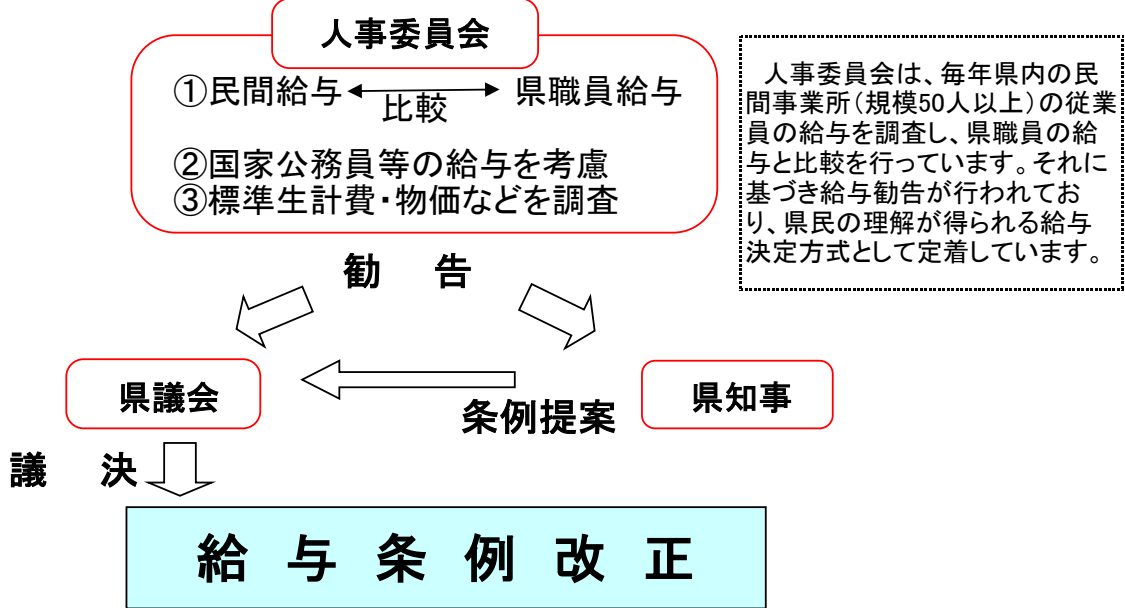 人事委員会
①民間給与 県職員給与
比較
②国家公務員等の給与を考慮
③標準生計費・物価などを調査
人事委員会は、毎年県内の民
間事業所(規模50人以上)の従業
員の給与を調査し、県職員の給
与と比較を行っています。それに
基づき給与勧告が行われてお
り、県民の理解が得られる給与
決定方式として定着しています。
勧 告
県議会
県知事
条例提案
議 決
給 与 条 例 改 正